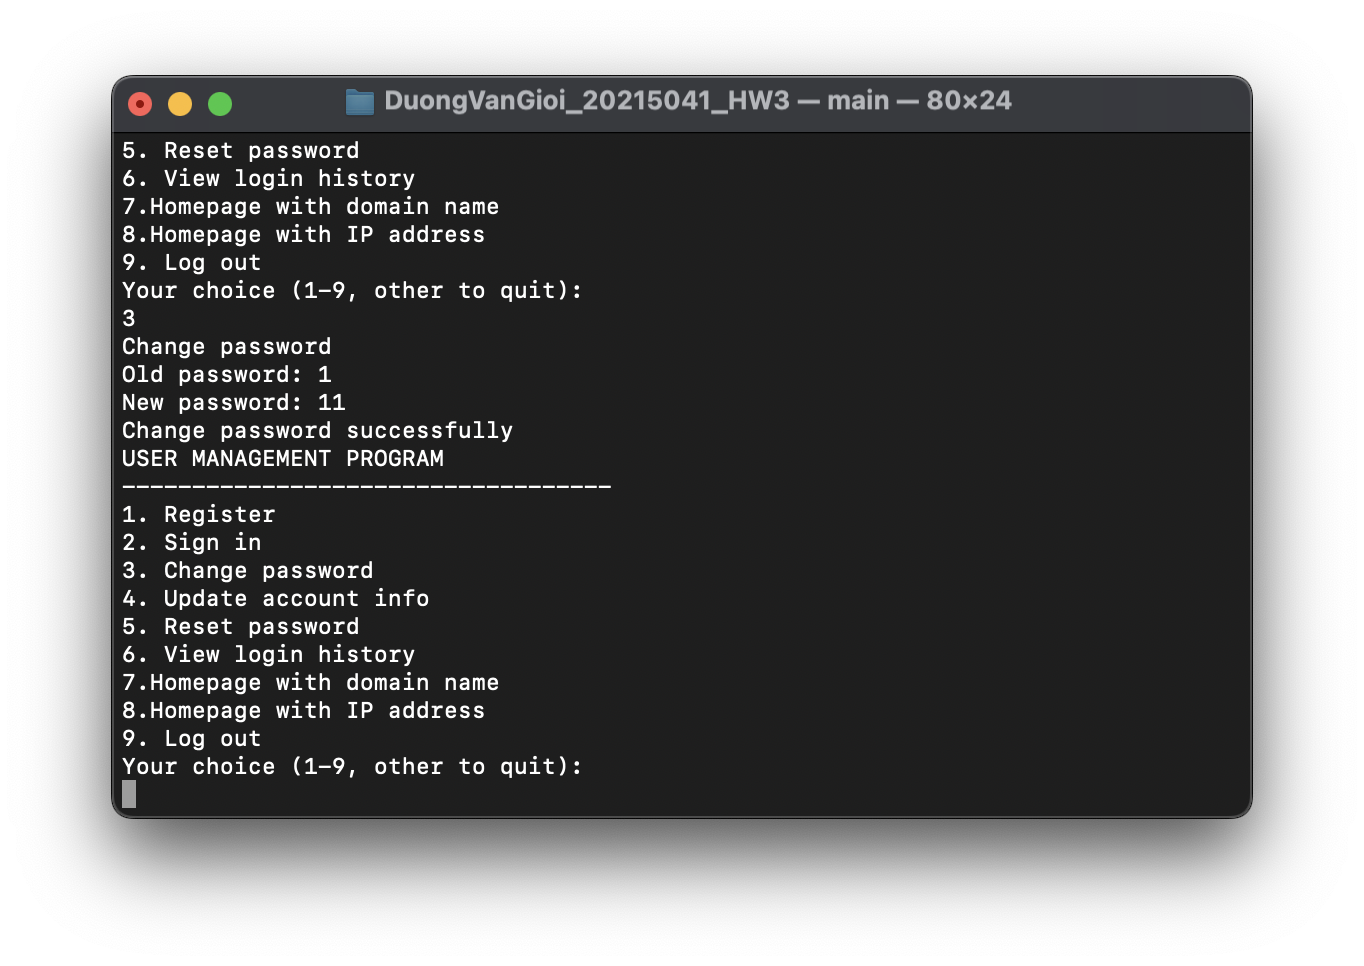 DuongVanGioi_20215041_HW3 — main — 80×24
5. Reset password
6. View login history
7.Homepage with domain name
8.Homepage with IP address
9. Log out
Your choice (1-9, other to quit):
3
Change password
Old password: 1
New password: 11
Change password successfully
USER MANAGEMENT PROGRAM
-----------------------------------
1. Register
2. Sign in
3. Change password
4. Update account info
5. Reset password
6. View login history
7.Homepage with domain name
8.Homepage with IP address
9. Log out
Your choice (1-9, other to quit):